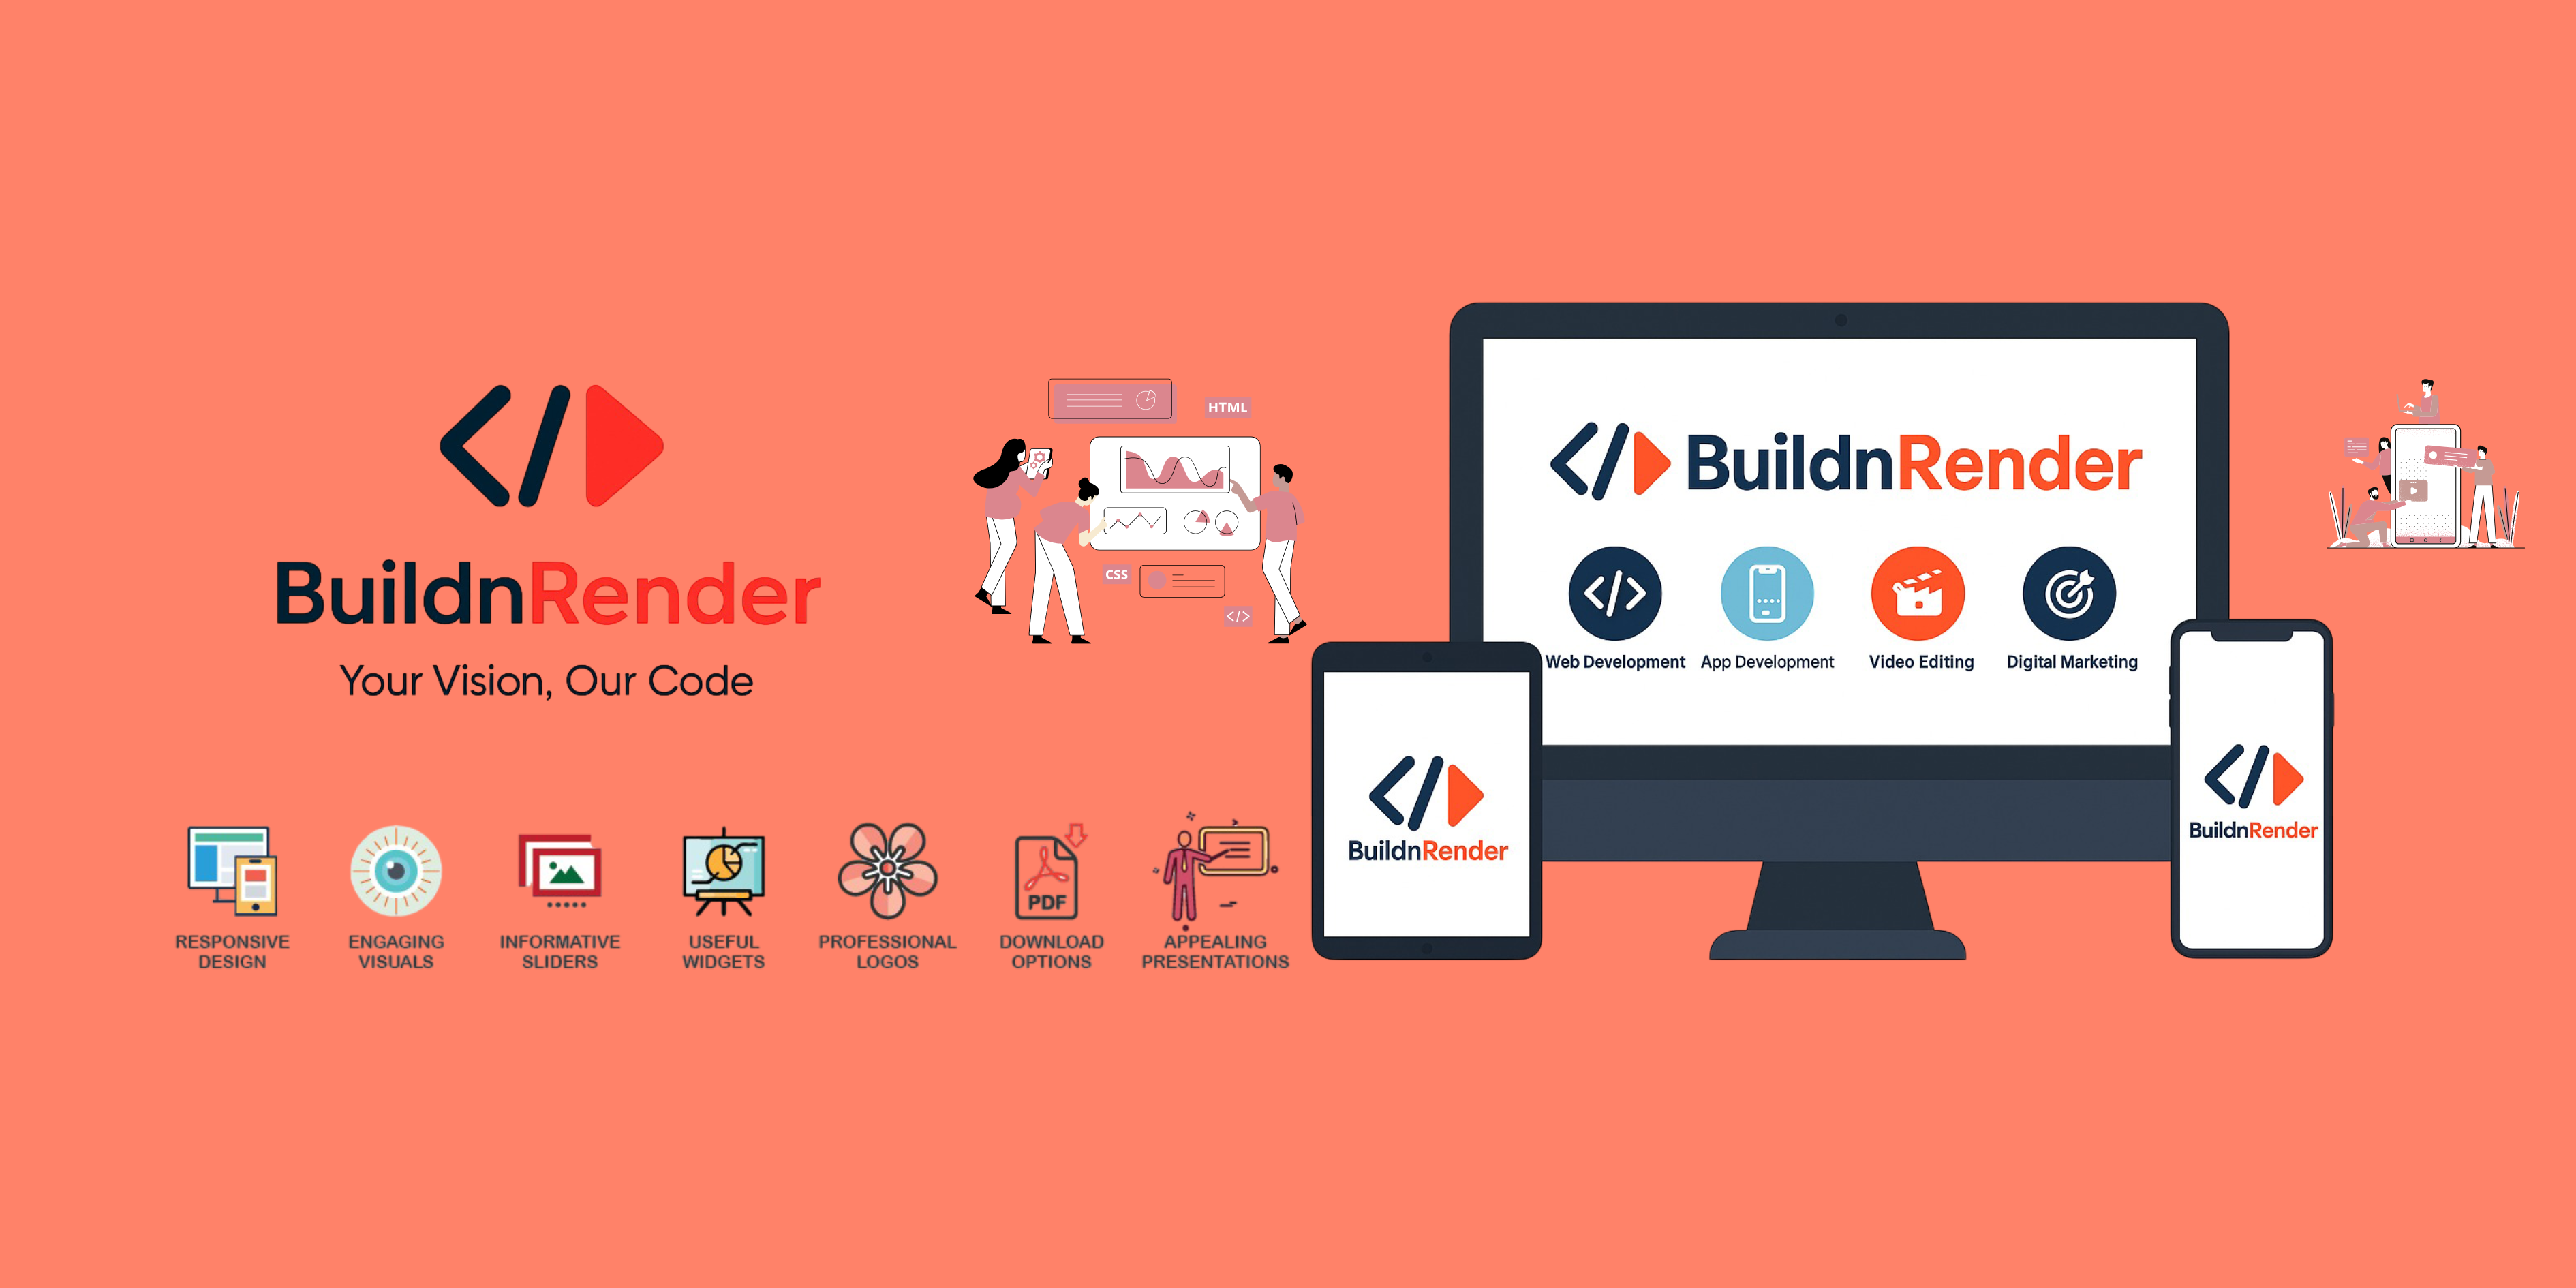 BuildnRender
Your Vision, Our Code
HTML
CSS
</>
RESPONSIVE
DESIGN
ENGAGING
VISUALS
INFORMATIVE
SLIDERS
USEFUL
WIDGETS
PROFESSIONAL
LOGOS
PDF
DOWNLOAD
OPTIONS
APPEALING
PRESENTATIONS
BuildnRender
Web Development
App Development
Video Editing
Digital Marketing
BuildnRender
BuildnRender